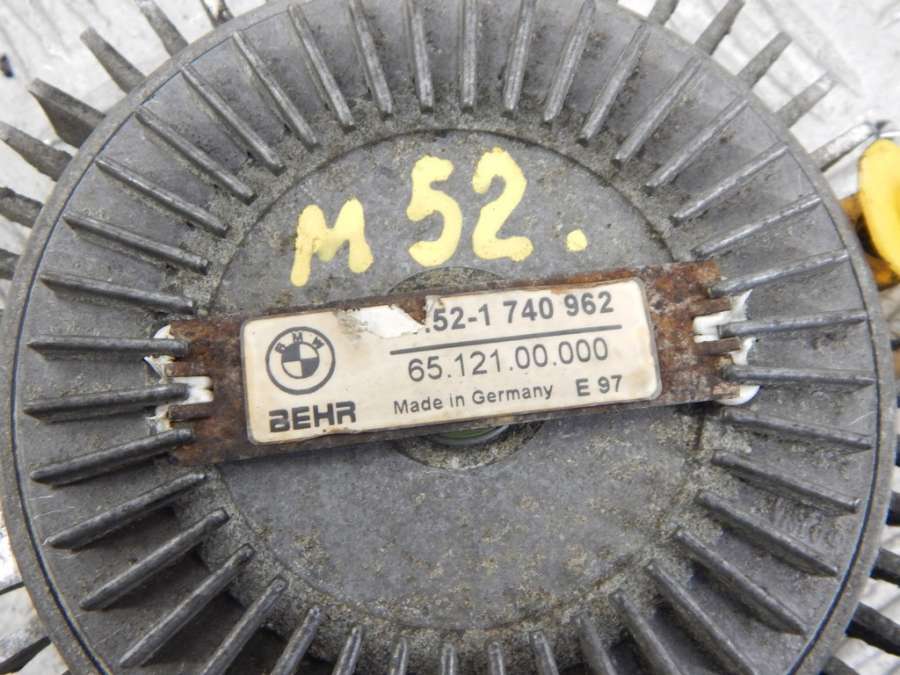 M 52.
.52-1 740 962
BMW
65.121.00.000
BEHR
Made in Germany E 97